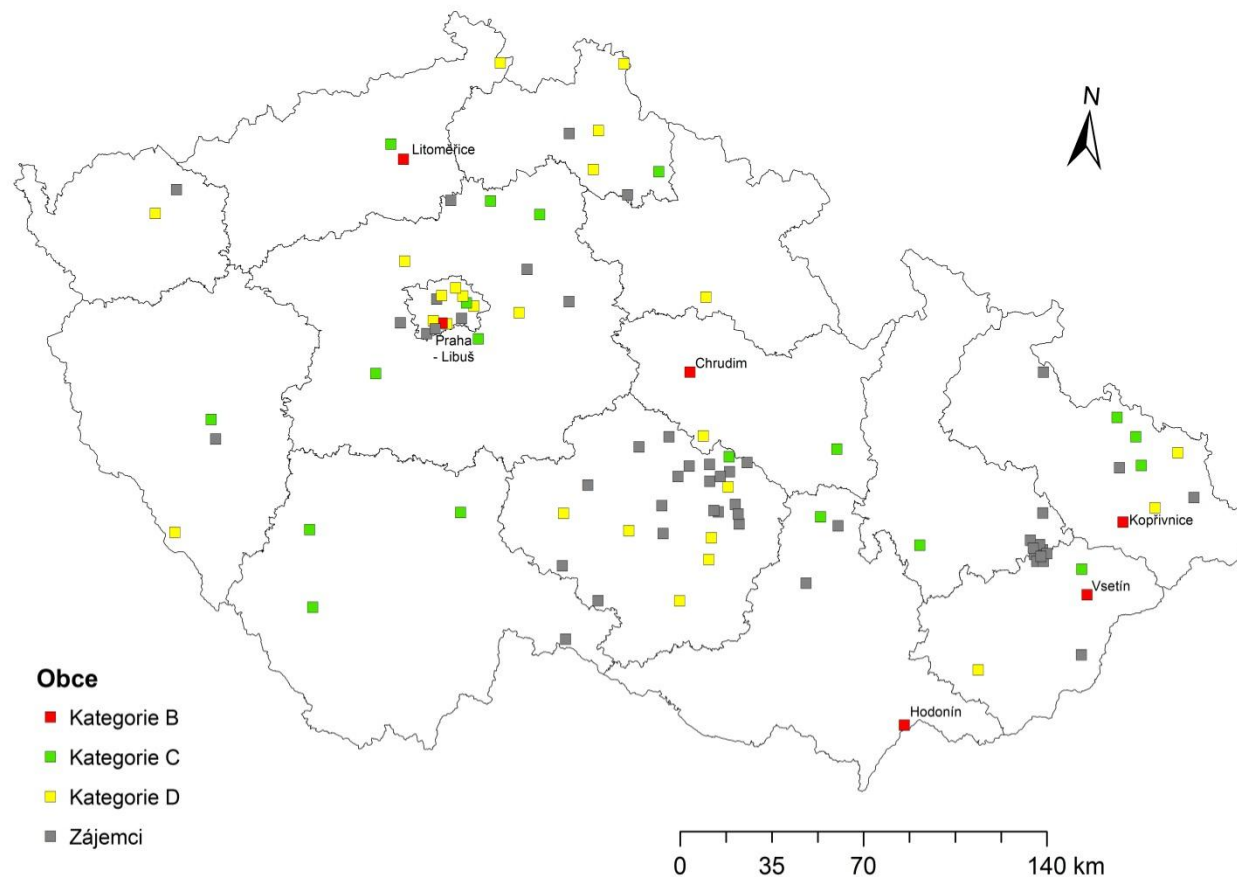 N
Litoměřice
Praha
- Libuš
Chrudim
Kopřivnice
Vsetín
Hodonín
Obce
Kategorie B
Kategorie C
Kategorie D
Zájemci
0 35 70 140 km